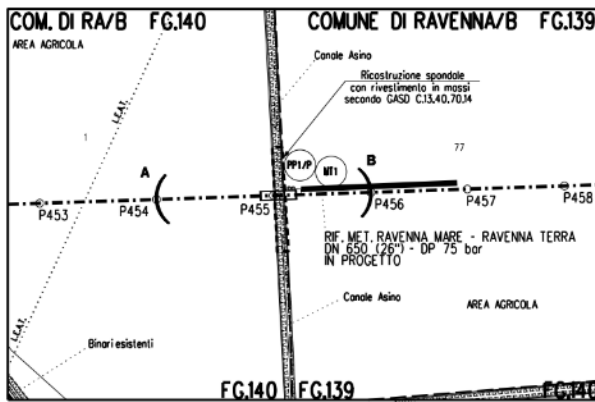 COM. DI RA/B FG.140
COMUNE DI RAVENNA/B FG.139
AREA AGRICOLA
Canale Asino
Ricostruzione spondale
con rivestimento in massi
secondo GASD C.13.40.70.14
I.C.A.T.
1
A
PP1/P
MT1
B
77
P453
P454
P455
P456
P457
P458
RIF. MET. RAVENNA MARE - RAVENNA TERRA
DN 650 (26") - DP 75 bar
IN PROGETTO
Canale Asino
AREA AGRICOLA
I.C.A.T.
Binari esistenti
FG.140
FG.139
FG.140